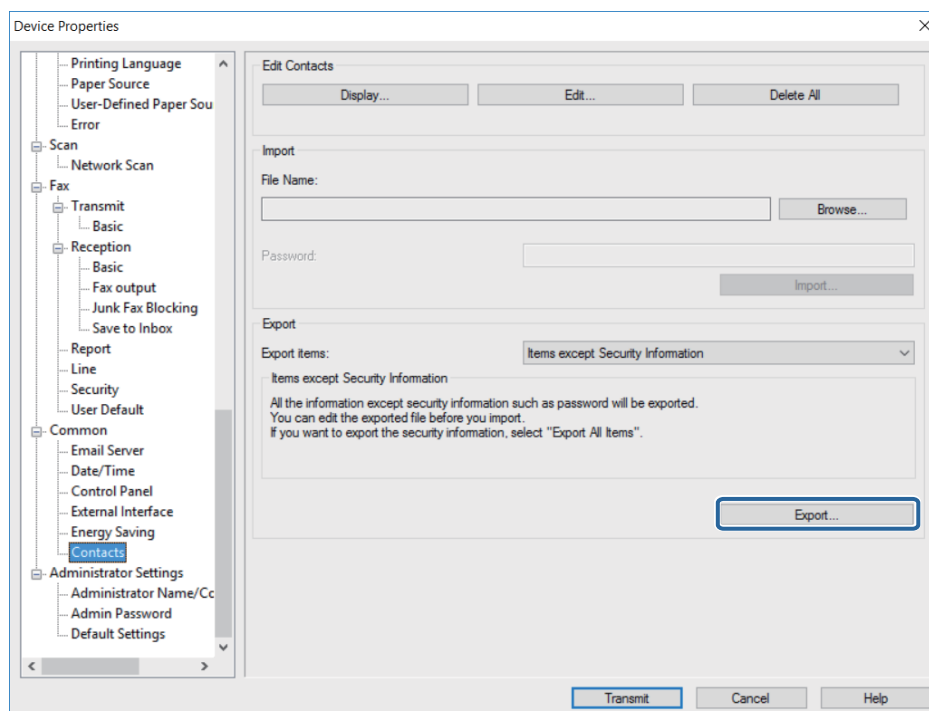 Device Properties
Printing Language
Paper Source
User-Defined Paper Sou
Error
Scan
Network Scan
Fax
Transmit
Basic
Reception
Basic
Fax output
Junk Fax Blocking
Save to Inbox
Report
Line
Security
User Default
Common
Email Server
Date/Time
Control Panel
External Interface
Energy Saving
Contacts
Administrator Settings
Administrator Name/Cc
Admin Password
Default Settings
Edit Contacts
Display... Edit... Delete All
Import
File Name:
Browse...
Password:
Import...
Export
Export items: Items except Security Information
Items except Security Information
All the information except security information such as password will be exported.
You can edit the exported file before you import.
If you want to export the security information, select "Export All Items".
Export...
Transmit Cancel Help